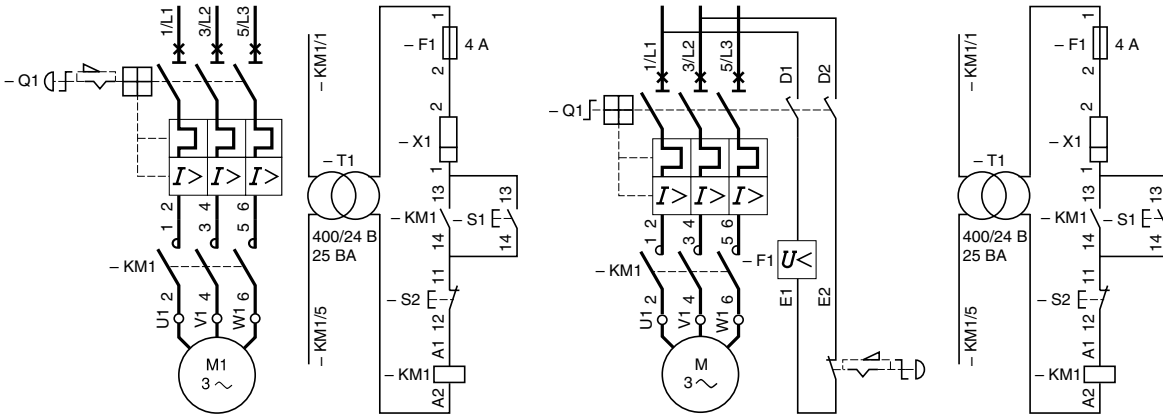 1/L1
3/L2
5/L3
– Q1
I>
I>
I>
2
4
6
1
3
5
– KM1
2
4
6
U1
V1
W1
M1
3 ~
– KM1/1
– T1
400/24 В
25 ВА
– KM1/5
1
– F1
4 A
2
2
– X1
1
13
– KM1
14
– S1
13
14
11
– S2
12
A1
– KM1
A2
1/L1
3/L2
5/L3
D1
D2
– Q1
I>
I>
I>
2
4
6
1
3
5
– KM1
2
4
6
U1
V1
W1
M
3 ~
– F1
U<
E1
E2
– KM1/1
– T1
400/24 В
25 ВА
– KM1/5
1
– F1
4 A
2
2
– X1
1
13
– KM1
14
– S1
13
14
11
– S2
12
A1
– KM1
A2